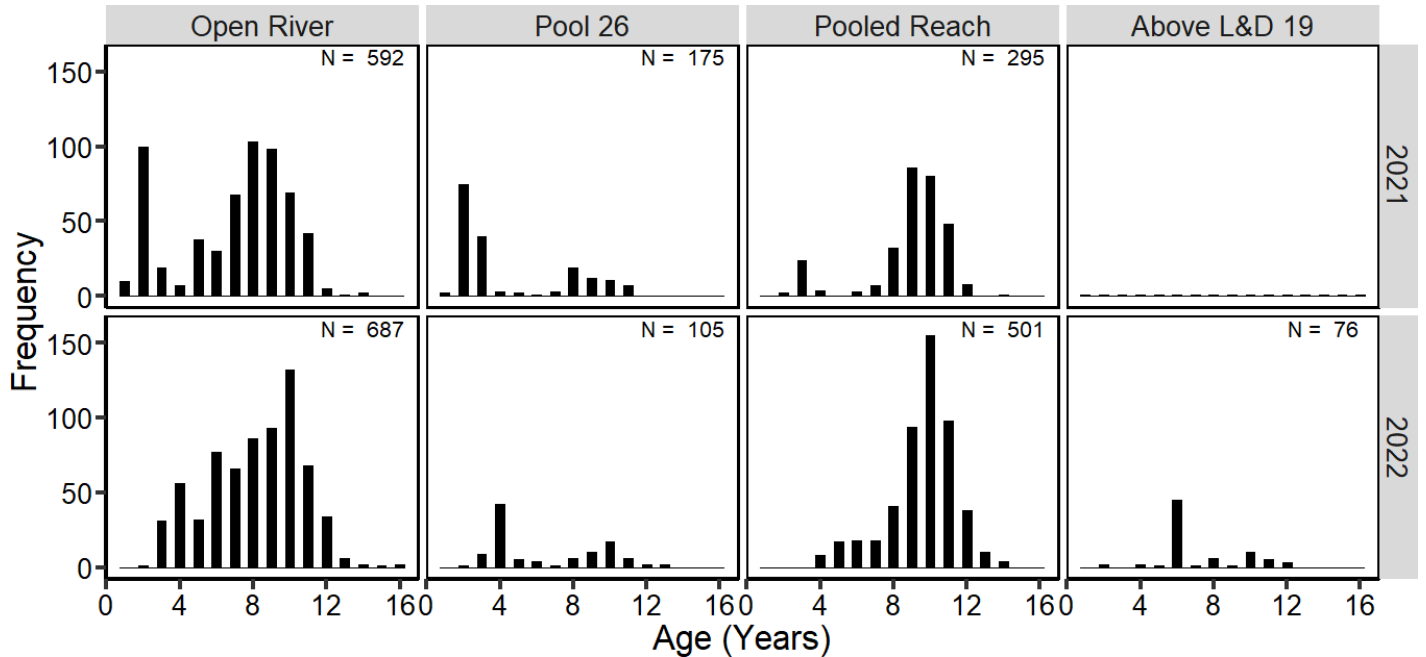 Open River Pool 26 Pooled Reach Above L&D 19
N = 592 N = 175 N = 295
150
100
50
0
2021
N = 687 N = 105 N = 501 N = 76
150
100
50
0
2022
Frequency
0 4 8 12 16 0 4 8 12 16 0 4 8 12 16 0 4 8 12 16
Age (Years)